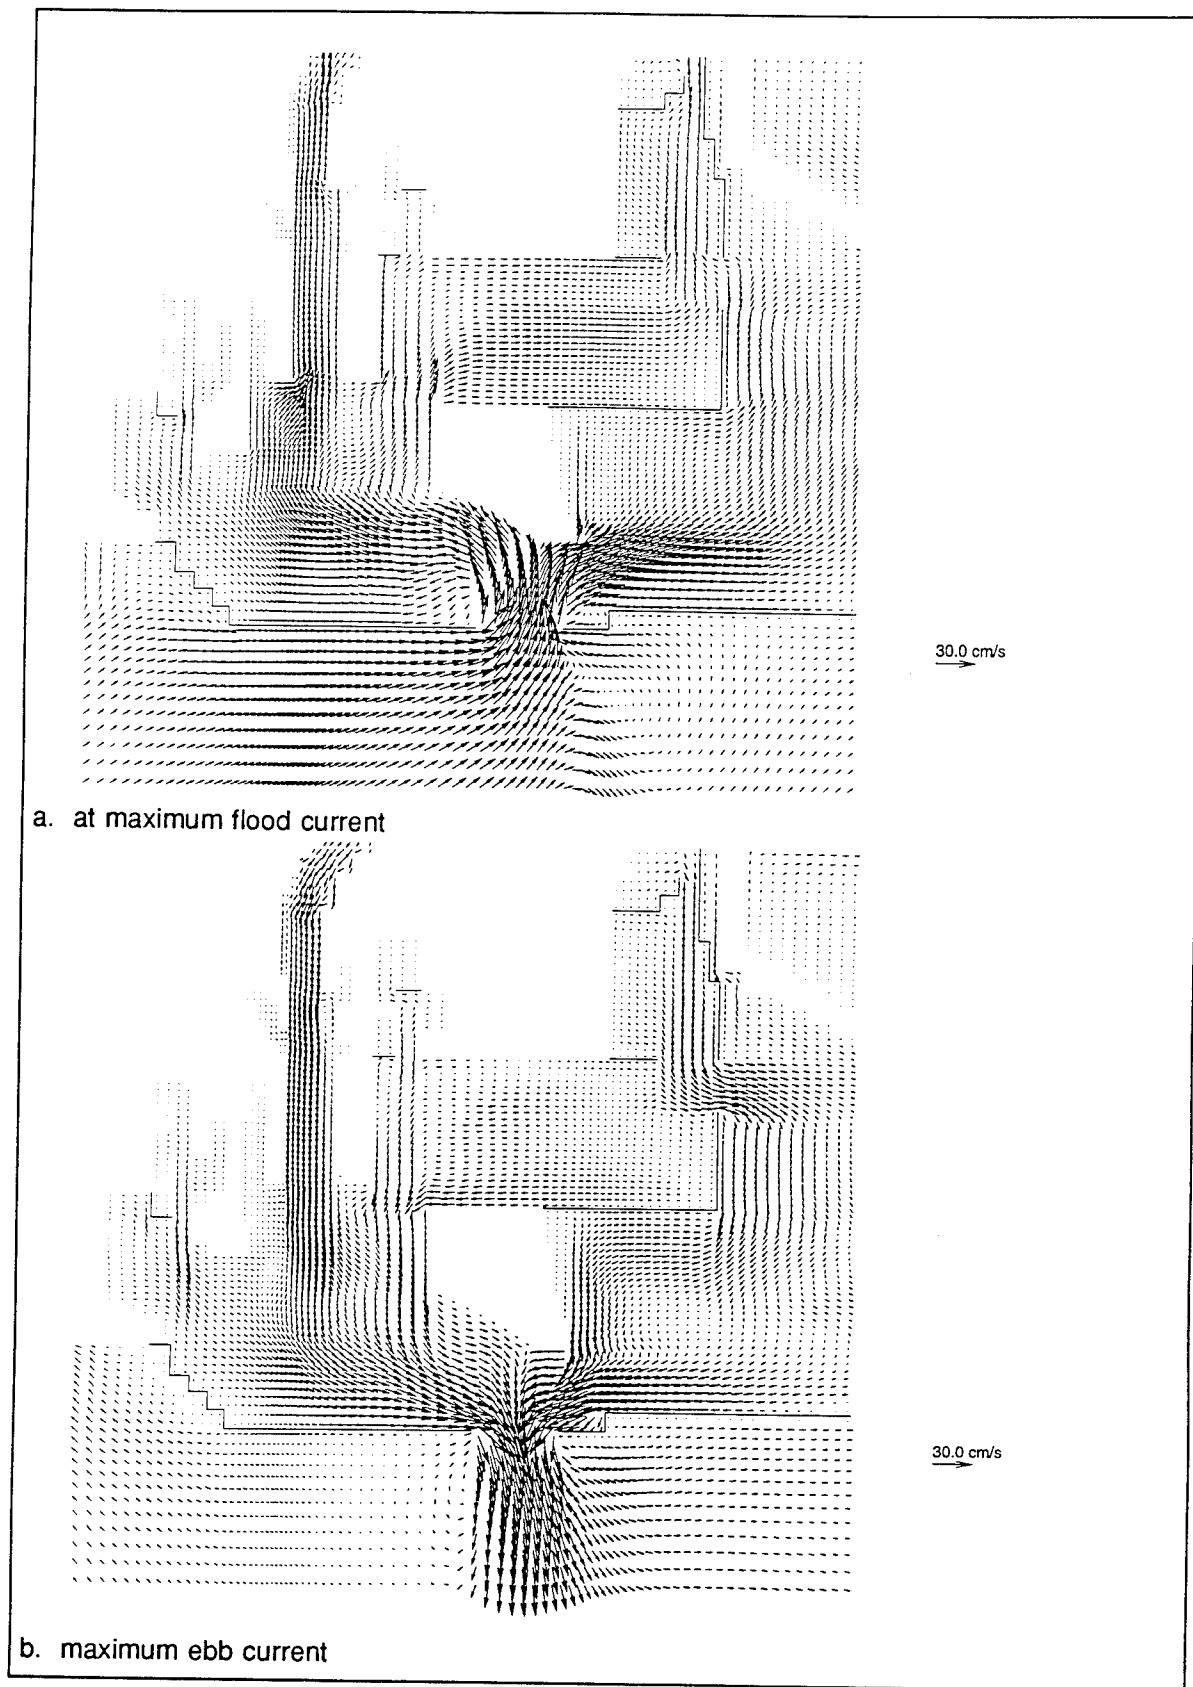 30.0 cm/s
a. at maximum flood current
30.0 cm/s
b. maximum ebb current